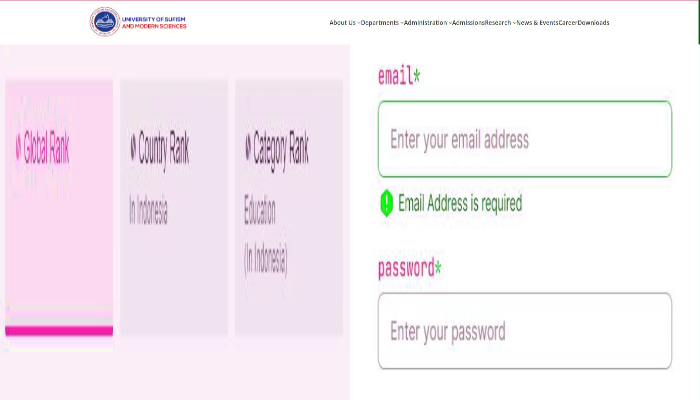 UNIVERSITY OF SUFISM
AND MODERN SCIENCES
About Us Departments Administration Admissions Research News & Events Career Downloads
Global Rank
Country Rank
In Indonesia
Category Rank
Education
(In Indonesia)
email*
Enter your email address
Email Address is required
password*
Enter your password